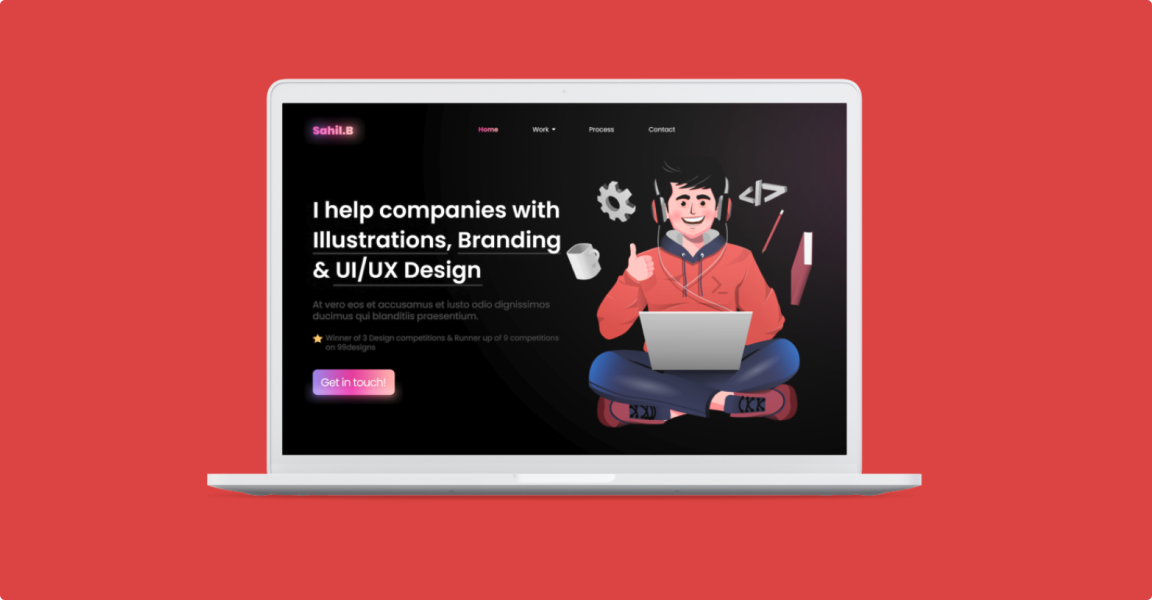 Sahil.B
Home Work Process Contact
I help companies with
Illustrations, Branding
& UI/UX Design
At vero eos et accusamus et iusto odio dignissimos
ducimus qui blanditiis praesentium.
Winner of 3 Design competitions & Runner up of 9 competitions
on 99designs
Get in touch!